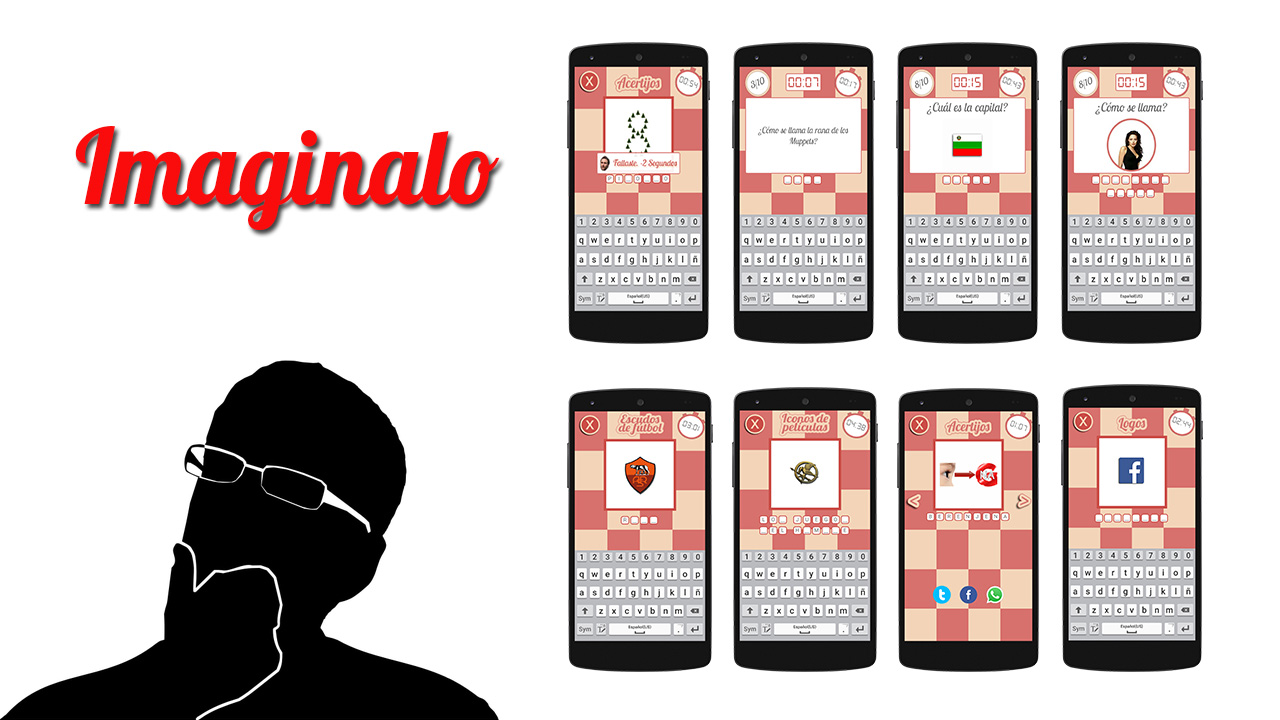 Imaginalo
X
Acertijos
00:54
Fallaste. -2 Segundos
3/10
00:07
00:17
¿Cómo se llama la rana de los
Muppets?
8/10
00:15
00:43
¿Cuál es la capital?
8/10
00:15
00:43
¿Cómo se llama?
1 2 3 4 5 6 7 8 9 0
q w e r t y u i o p
a s d f g h j k l ñ
z x c v b n m
Sym Español(US) .
1 2 3 4 5 6 7 8 9 0
q w e r t y u i o p
a s d f g h j k l ñ
z x c v b n m
Sym Español(US) .
1 2 3 4 5 6 7 8 9 0
q w e r t y u i o p
a s d f g h j k l ñ
z x c v b n m
Sym Español(US) .
1 2 3 4 5 6 7 8 9 0
q w e r t y u i o p
a s d f g h j k l ñ
z x c v b n m
Sym Español(US) .
X
Escudos
de futbol
03:01
R
1 2 3 4 5 6 7 8 9 0
q w e r t y u i o p
a s d f g h j k l ñ
z x c v b n m
Sym Español(US) .
X
Iconos de
peliculas
04:38
L O _ J U E G O _
_ E L H _ M _ _ E
1 2 3 4 5 6 7 8 9 0
q w e r t y u i o p
a s d f g h j k l ñ
z x c v b n m
Sym Español(US) .
X
Acertijos
01:07
B E R E N J E N A
X
Logos
02:44
f
1 2 3 4 5 6 7 8 9 0
q w e r t y u i o p
a s d f g h j k l ñ
z x c v b n m
Sym Español(US) .